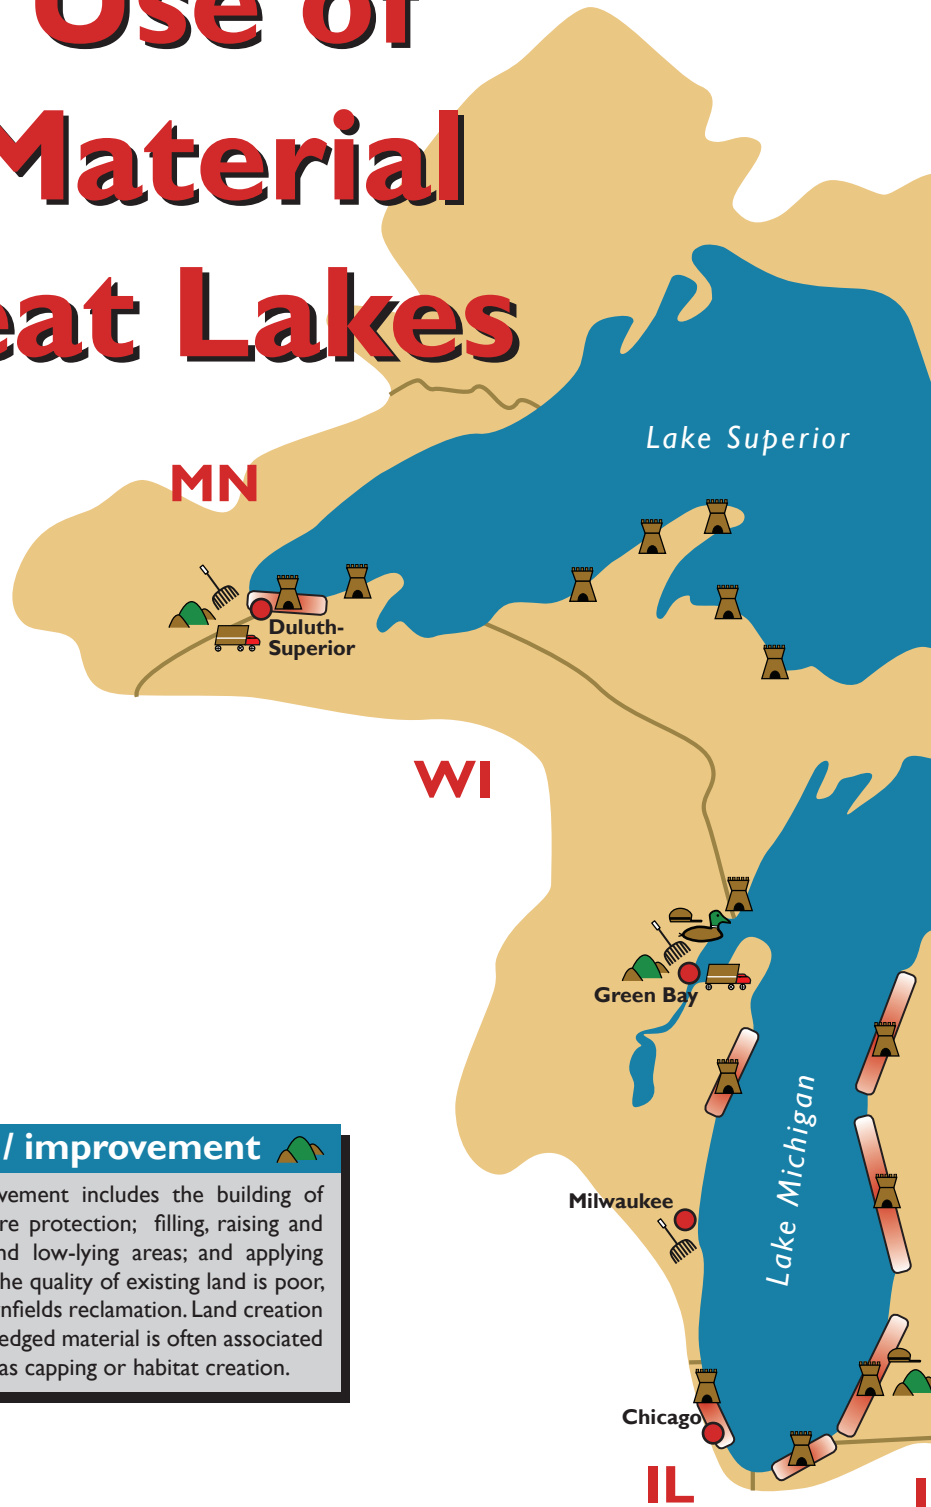 Use of
Material
eat Lakes
Lake Superior
MN
Duluth-
Superior
WI
Green Bay
Lake Michigan
Milwaukee
/ improvement
vement includes the building of
re protection; filling, raising and
nd low-lying areas; and applying
he quality of existing land is poor,
nfields reclamation. Land creation
edged material is often associated
as capping or habitat creation.
Chicago
IL